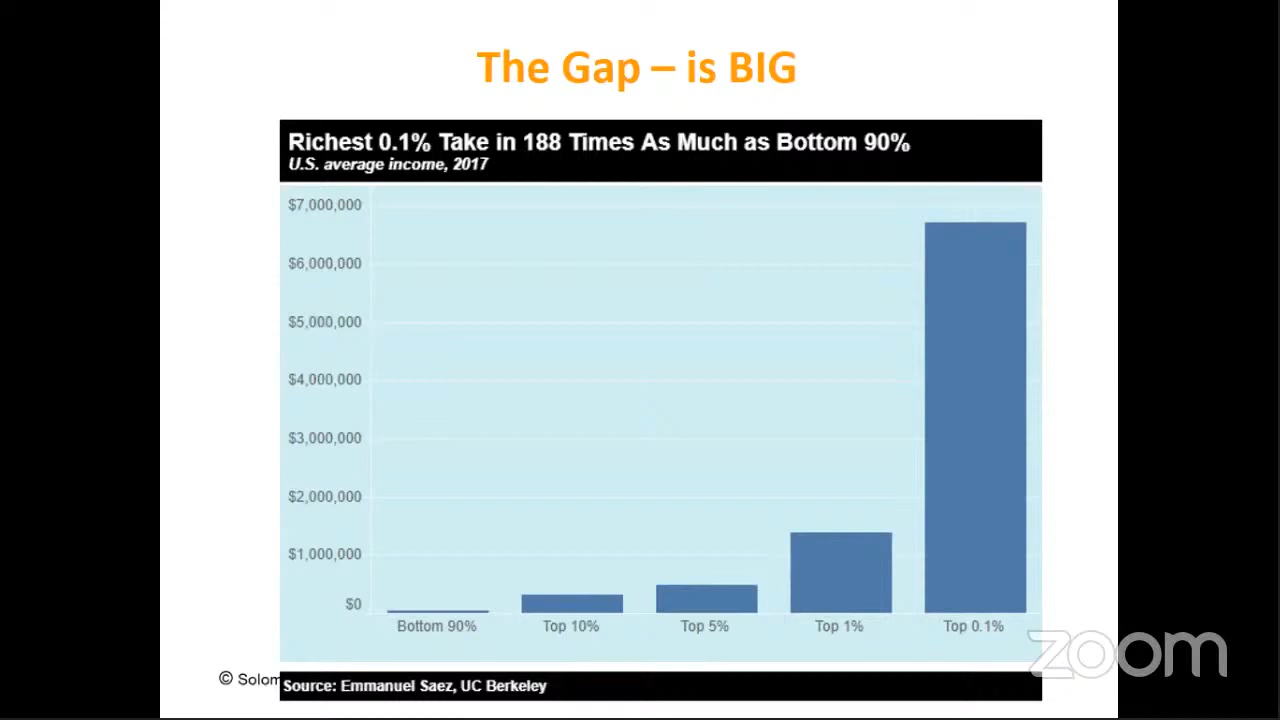 The Gap – is BIG
Richest 0.1% Take in 188 Times As Much as Bottom 90%
U.S. average income, 2017
$7,000,000
$6,000,000
$5,000,000
$4,000,000
$3,000,000
$2,000,000
$1,000,000
$0
Bottom 90% Top 10% Top 5% Top 1% Top 0.1%
zoom
© Solom
Source: Emmanuel Saez, UC Berkeley